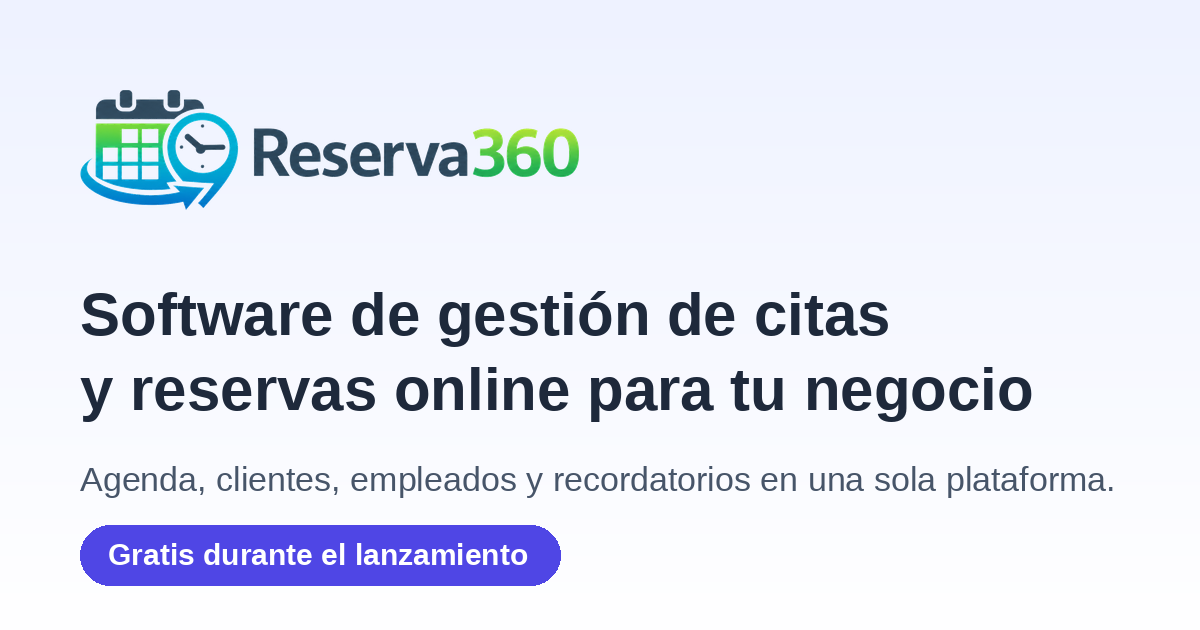 Reserva360
Software de gestión de citas
y reservas online para tu negocio
Agenda, clientes, empleados y recordatorios en una sola plataforma.
Gratis durante el lanzamiento